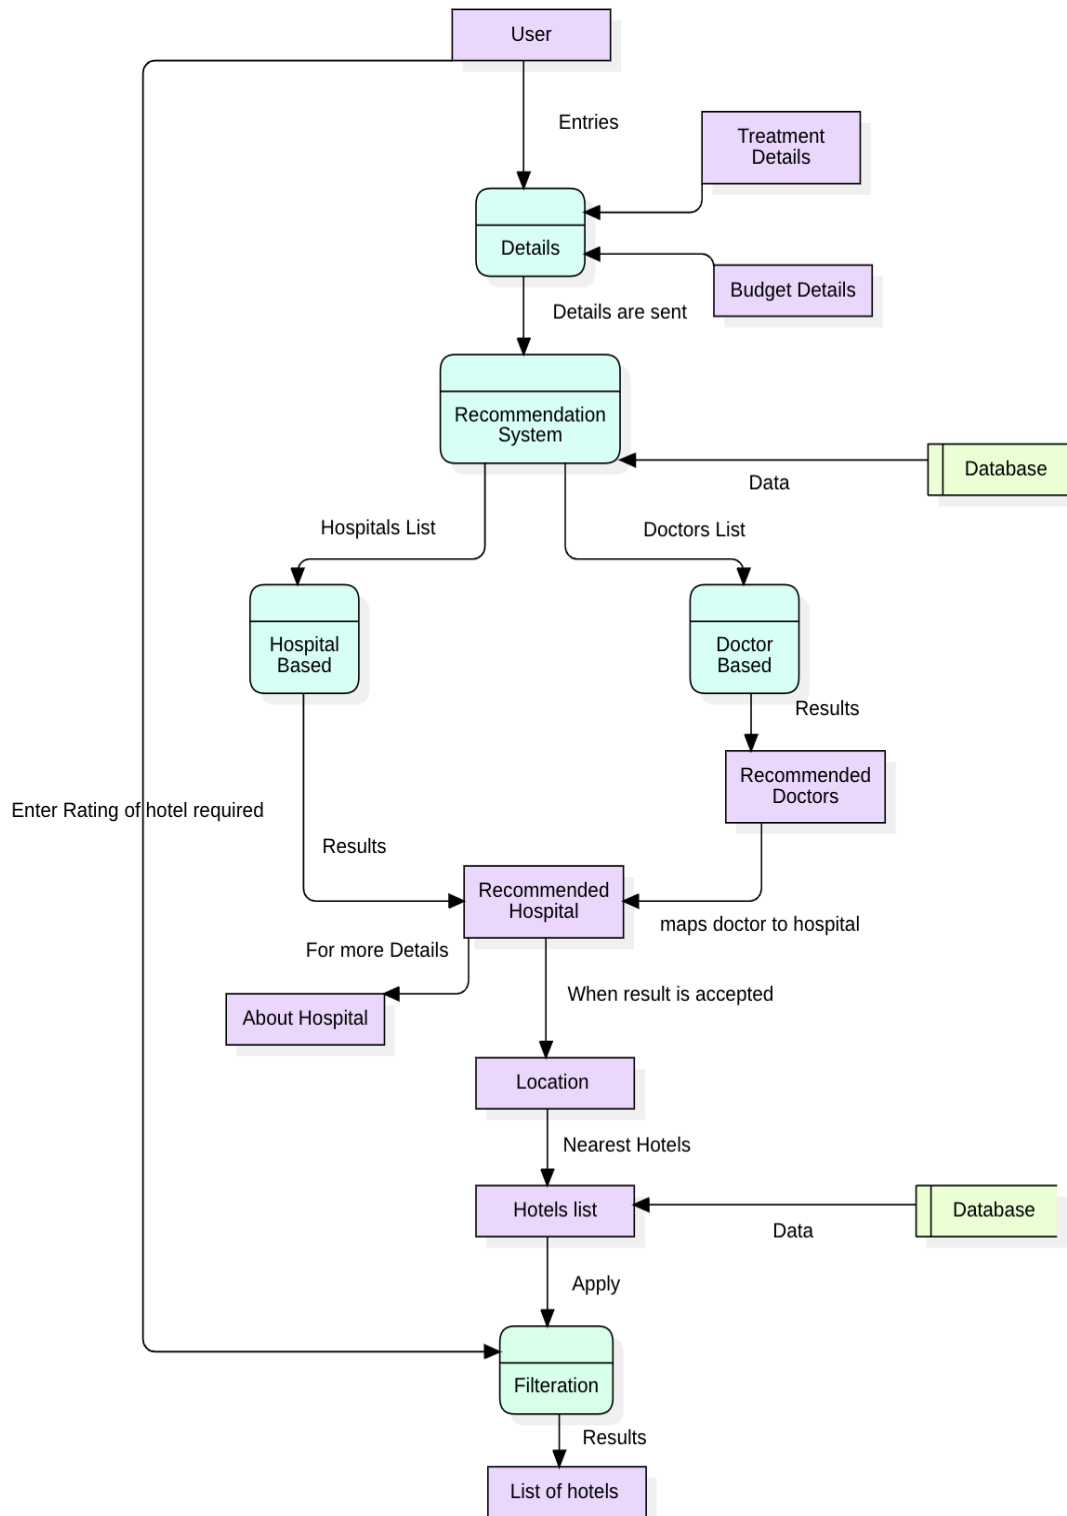 User
Entries
Treatment
Details
Details
Budget Details
Details are sent
Recommendation
System
Database
Data
Hospitals List
Doctors List
Hospital
Based
Doctor
Based
Results
Recommended
Doctors
Enter Rating of hotel required
Results
Recommended
Hospital
maps doctor to hospital
For more Details
When result is accepted
About Hospital
Location
Nearest Hotels
Hotels list
Database
Data
Apply
Filteration
Results
List of hotels